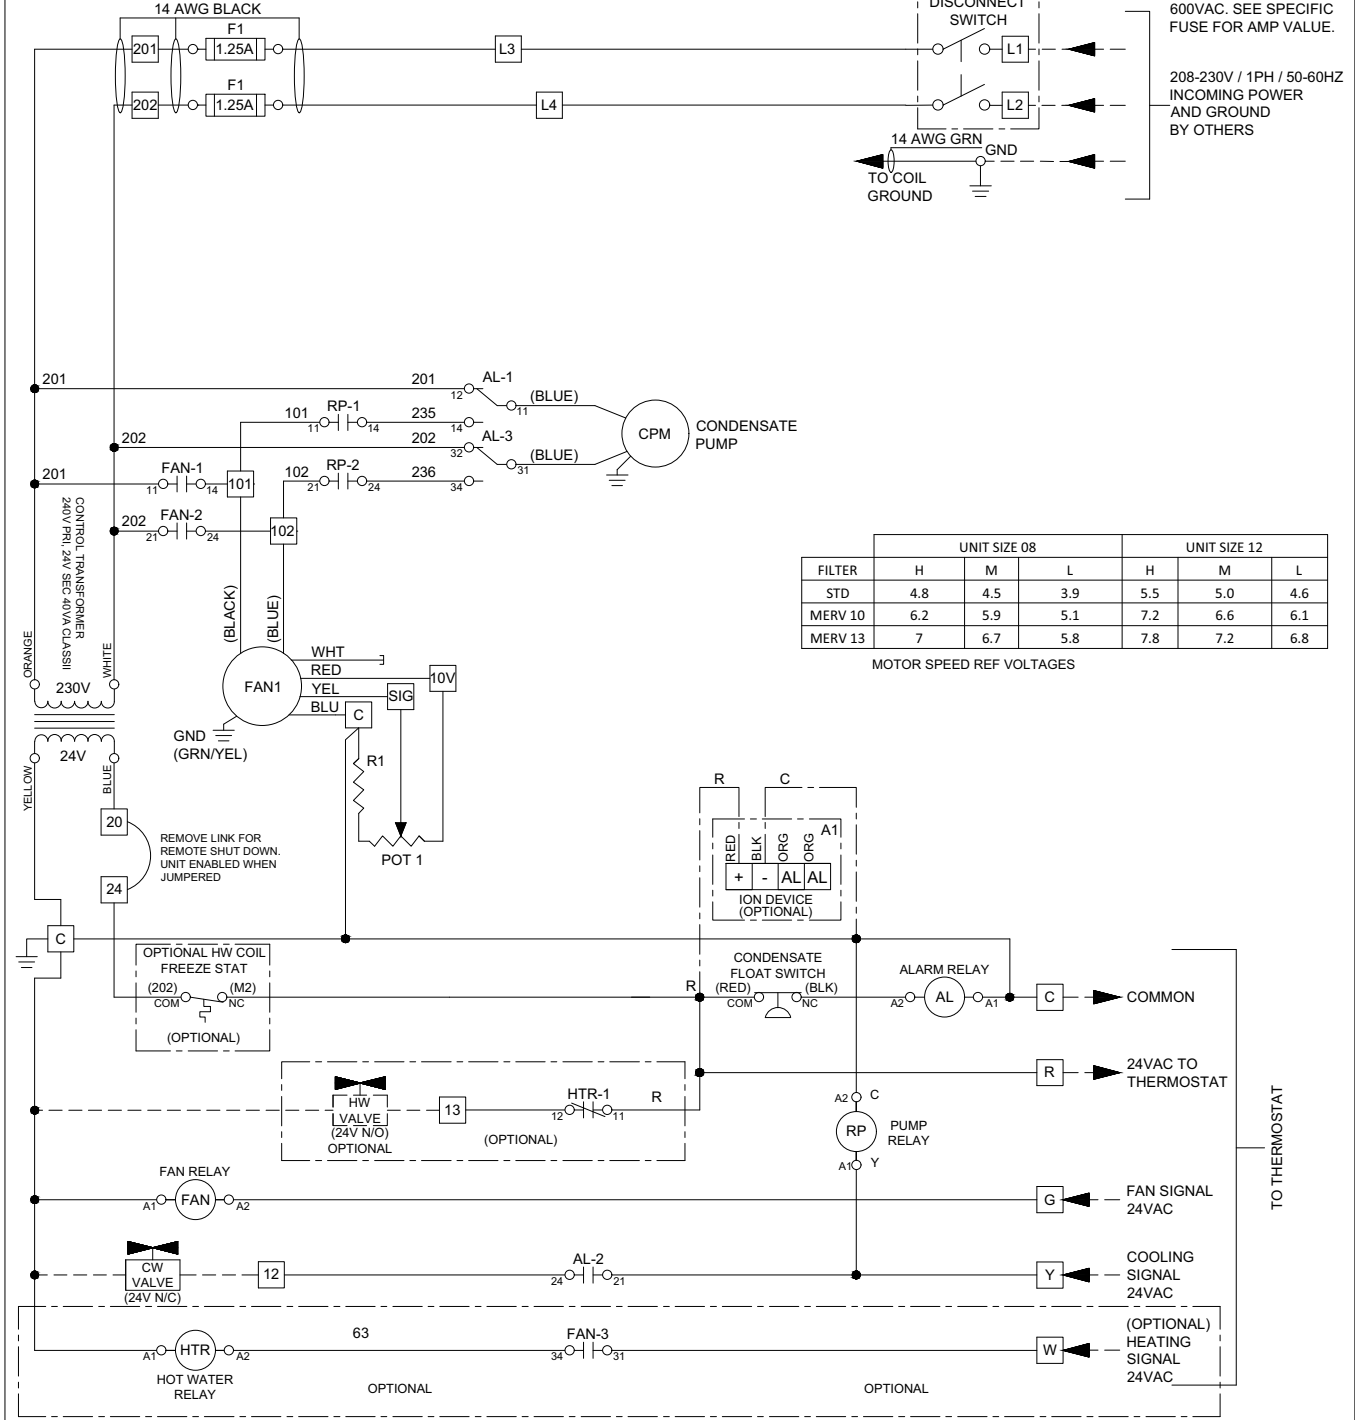 14 AWG BLACK
DISCONNECT
SWITCH
600VAC. SEE SPECIFIC
FUSE FOR AMP VALUE.
201
F1
1.25A
L3
L1
202
F1
1.25A
L4
L2
208-230V / 1PH / 50-60HZ
INCOMING POWER
AND GROUND
BY OTHERS
14 AWG GRN
GND
TO COIL
GROUND
201
201
12
AL-1
11
(BLUE)
101
11
RP-1
14
235
14
202
202
32
AL-3
31
(BLUE)
CPM
CONDENSATE
PUMP
201
11
FAN-1
14
101
102
21
RP-2
24
236
34
202
21
FAN-2
24
102
CONTROL TRANSFORMER
240V PRI, 24V SEC 40VA CLASSII
(BLACK)
(BLUE)
UNIT SIZE 08
UNIT SIZE 12
FILTER H M L H M L
STD 4.8 4.5 3.9 5.5 5.0 4.6
MERV 10 6.2 5.9 5.1 7.2 6.6 6.1
MERV 13 7 6.7 5.8 7.8 7.2 6.8
MOTOR SPEED REF VOLTAGES
ORANGE
WHITE
230V
24V
YELLOW
BLUE
FAN1
WHT
RED
YEL
BLU
10V
SIG
C
GND
(GRN/YEL)
R1
POT 1
20
24
REMOVE LINK FOR
REMOTE SHUT DOWN.
UNIT ENABLED WHEN
JUMPERED
R
C
A1
RED
BLK
ORG
ORG
+ - AL AL
ION DEVICE
(OPTIONAL)
C
OPTIONAL HW COIL
FREEZE STAT
(202)
(M2)
COM
NC
(OPTIONAL)
R
CONDENSATE
FLOAT SWITCH
(RED)
(BLK)
COM
NC
ALARM RELAY
A2
AL
A1
C
COMMON
R
24VAC TO
THERMOSTAT
HW
VALVE
(24V N/O)
OPTIONAL
13
(OPTIONAL)
12
HTR-1
11
R
A2
C
RP
PUMP
RELAY
A1
Y
TO THERMOSTAT
FAN RELAY
A1
FAN
A2
G
FAN SIGNAL
24VAC
CW
VALVE
(24V N/C)
12
24
AL-2
21
Y
COOLING
SIGNAL
24VAC
A1
HTR
A2
HOT WATER
RELAY
63
34
FAN-3
31
W
(OPTIONAL)
HEATING
SIGNAL
24VAC
OPTIONAL
OPTIONAL